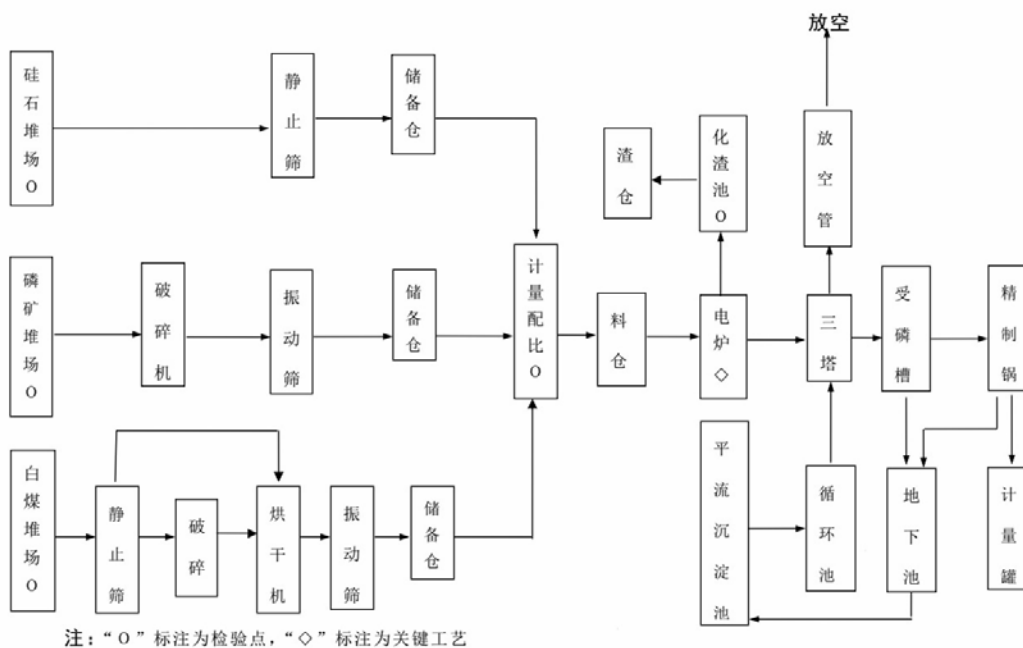 放空
硅石堆场O
静止筛
储备仓
渣仓
化渣池O
放空管
磷矿堆场O
破碎机
振动筛
储备仓
计量配比O
料仓
电炉◇
三塔
受磷槽
精制锅
白煤堆场O
静止筛
破碎
烘干机
振动筛
储备仓
平流沉淀池
循环池
地下池
计量罐
注：“O”标注为检验点，“◇”标注为关键工艺